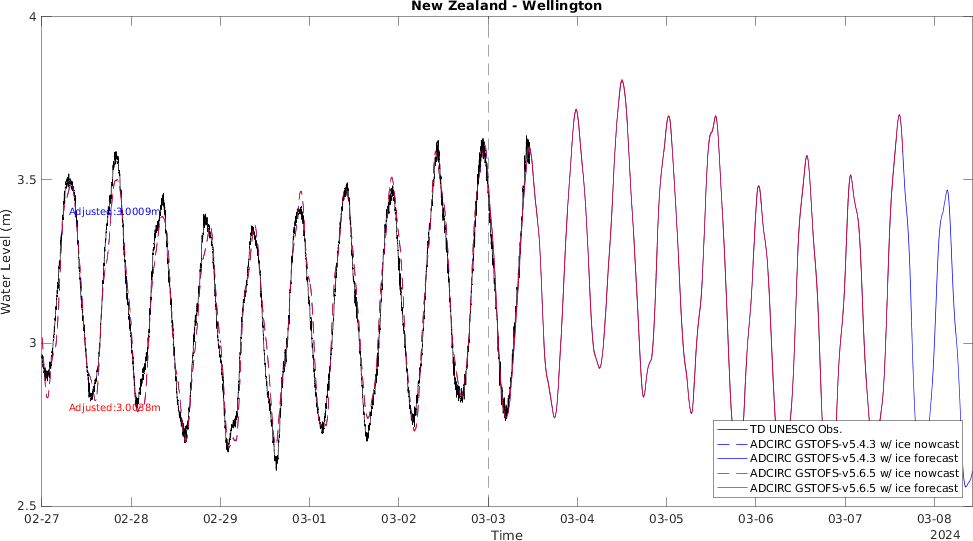 New Zealand - Wellington
4
3.5
3
2.5
Water Level (m)
Adjusted:3.0009m
Adjusted:3.0038m
TD UNESCO Obs.
ADCIRC GSTOFS-v5.4.3 w/ ice nowcast
ADCIRC GSTOFS-v5.4.3 w/ ice forecast
ADCIRC GSTOFS-v5.6.5 w/ ice nowcast
ADCIRC GSTOFS-v5.6.5 w/ ice forecast
02-27 02-28 02-29 03-01 03-02 03-03 03-04 03-05 03-06 03-07 03-08
Time
2024